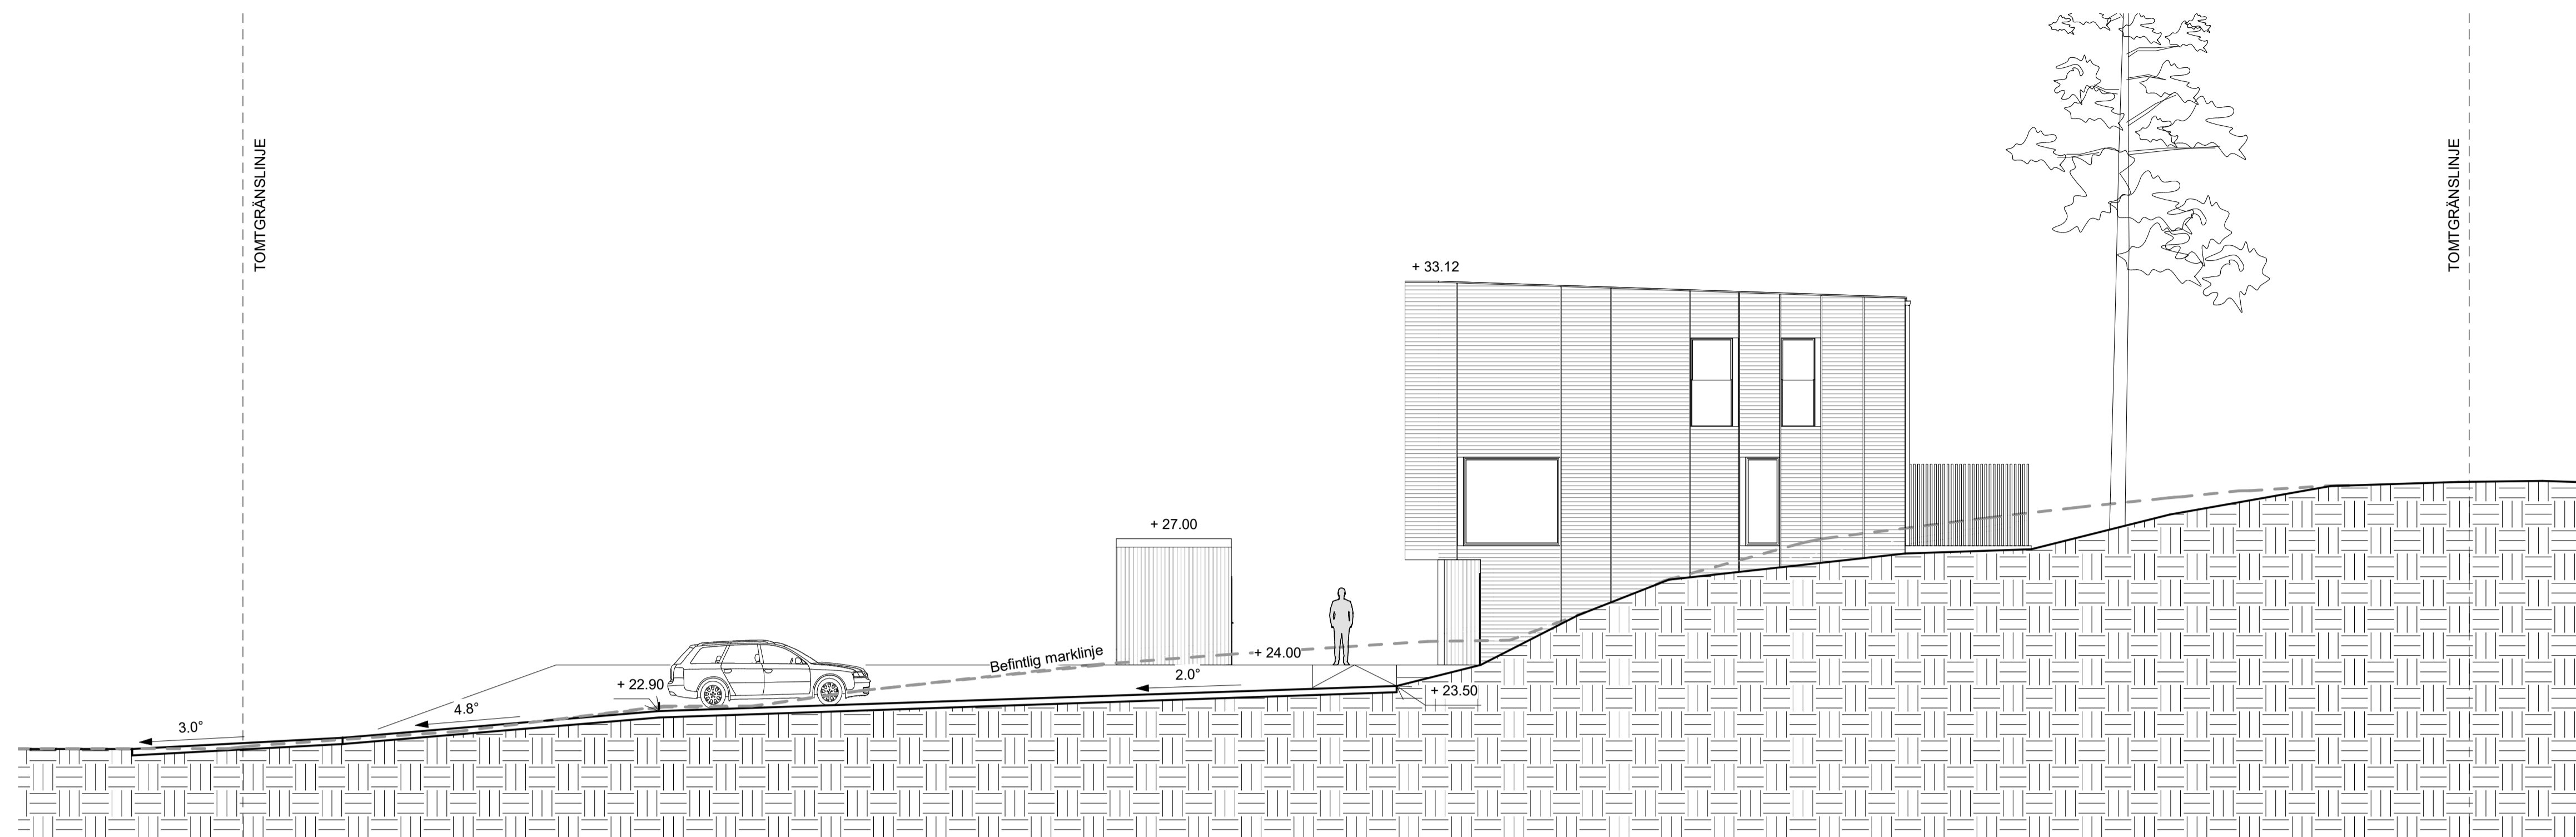 TOMTGRÄNSLINJE
TOMTGRÄNSLINJE
+ 33.12
+ 27.00
Befintlig marklinje
+ 24.00
2.0°
+ 22.90
+ 23.50
4.8°
3.0°